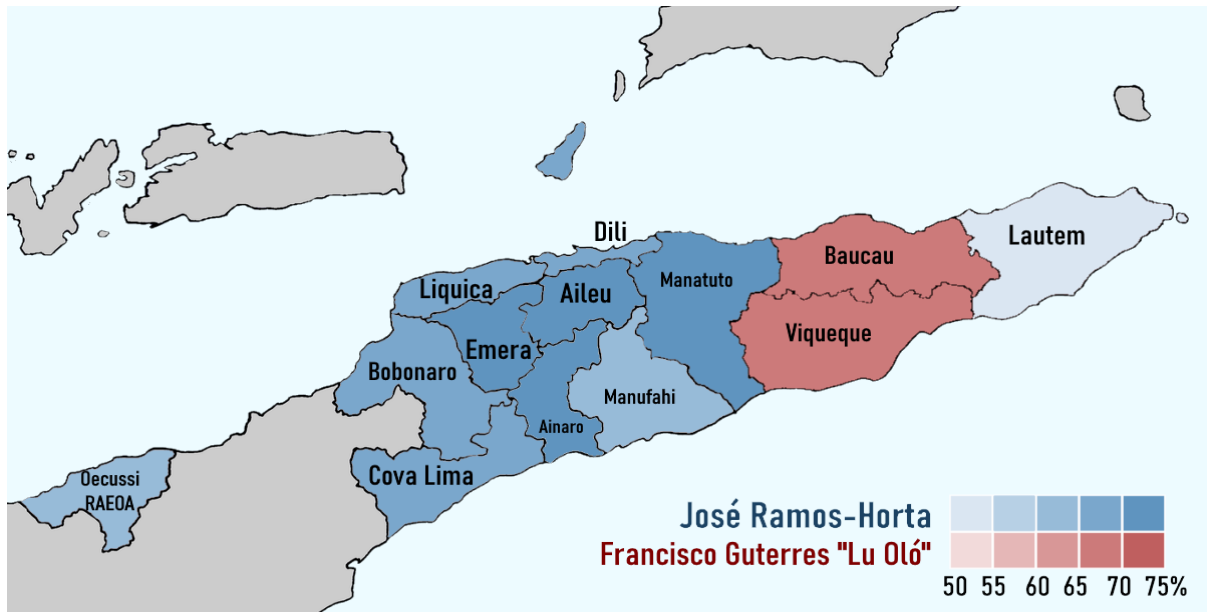 Dili
Lautem
Baucau
Manatuto
Liquica
Aileu
Viqueque
Emera
Bobonaro
Manufahi
Ainaro
Cova Lima
Oecussi
RAEOA
José Ramos-Horta
Francisco Guterres "Lu Oló"
50 55 60 65 70 75%